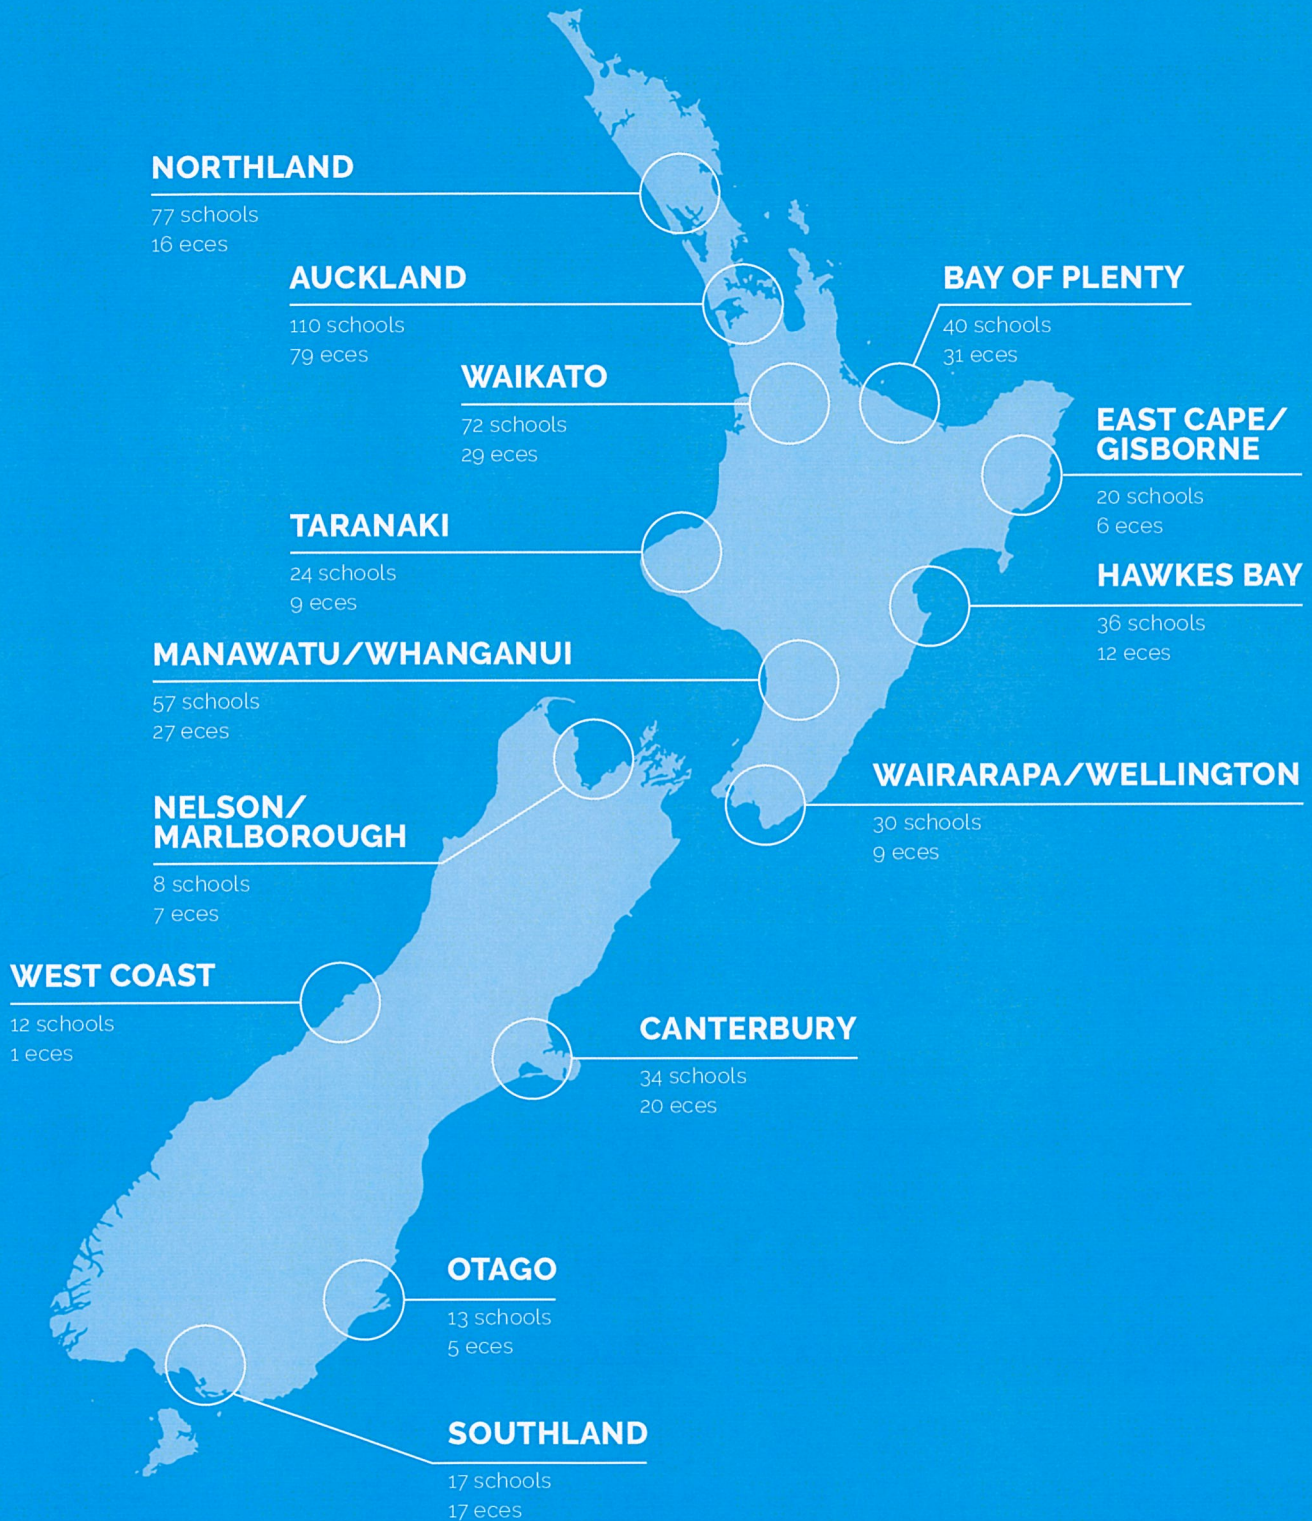 NORTHLAND
77 schools
16 eces
AUCKLAND
110 schools
79 eces
BAY OF PLENTY
40 schools
31 eces
WAIKATO
72 schools
29 eces
EAST CAPE/
GISBORNE
20 schools
6 eces
TARANAKI
24 schools
9 eces
HAWKES BAY
36 schools
12 eces
MANAWATU/WHANGANUI
57 schools
27 eces
WAIRARAPA/WELLINGTON
30 schools
9 eces
NELSON/
MARLBOROUGH
8 schools
7 eces
WEST COAST
12 schools
1 eces
CANTERBURY
34 schools
20 eces
OTAGO
13 schools
5 eces
SOUTHLAND
17 schools
17 eces